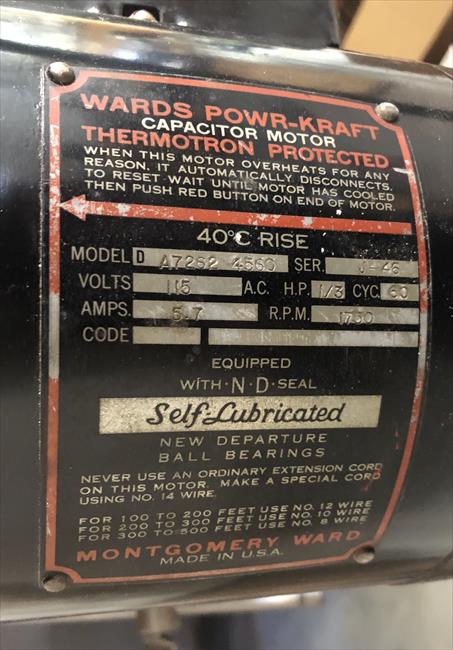 WARDS POWR-KRAFT
CAPACITOR MOTOR
THERMOTRON PROTECTED
WHEN THIS MOTOR OVERHEATS FOR ANY
REASON, IT AUTOMATICALLY DISCONNECTS.
TO RESET-WAIT UNTIL MOTOR HAS COOLED
THEN PUSH RED BUTTON ON END OF MOTOR.
40°C RISE
MODEL D A7262 4560 SER. J-46
VOLTS 115 A.C. H.P. 1/3 CYC. 60
AMPS. 5.7 R.P.M. 1750
CODE
EQUIPPED
WITH·N·D·SEAL
Self-Lubricated
NEW DEPARTURE
BALL BEARINGS
NEVER USE AN ORDINARY EXTENSION CORD
ON THIS MOTOR. MAKE A SPECIAL CORD
USING NO. 14 WIRE.
FOR 100 TO 200 FEET USE NO. 12 WIRE
FOR 200 TO 300 FEET USE NO. 10 WIRE
FOR 300 TO 500 FEET USE NO. 8 WIRE
MONTGOMERY WARD
MADE IN U.S.A.